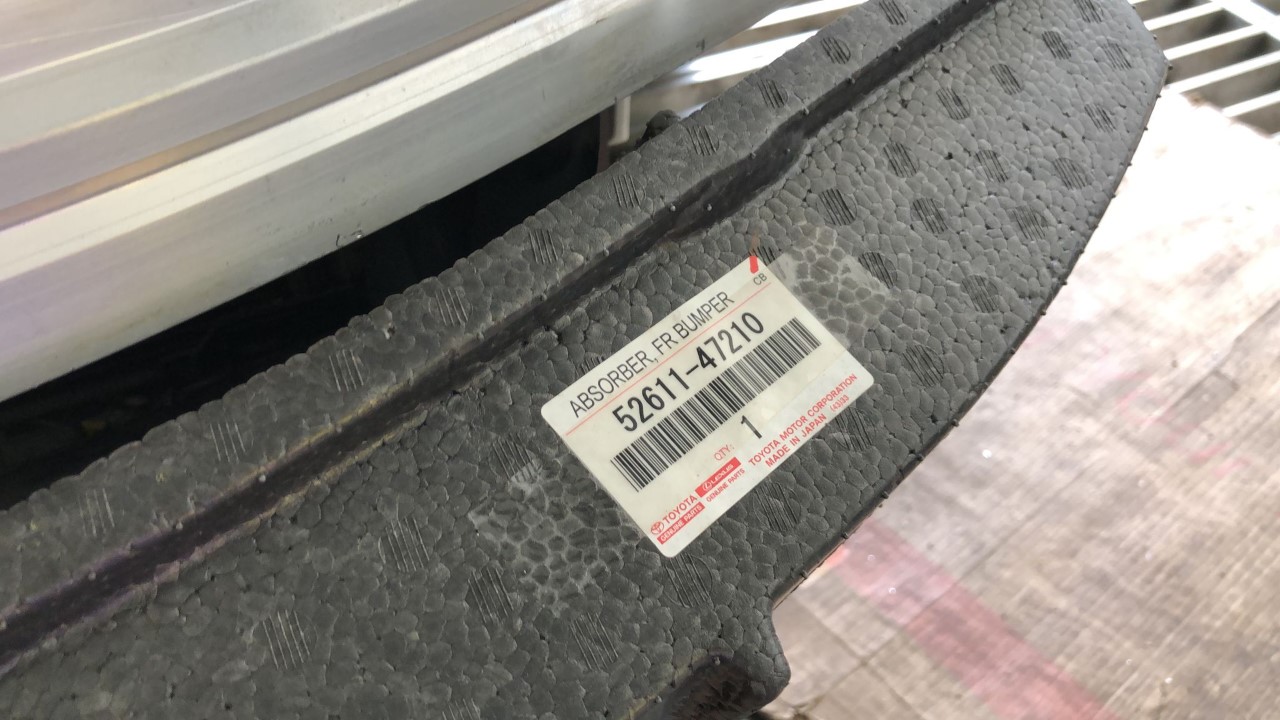 CB
ABSORBER, FR BUMPER
52611-47210
QTY: 1
TOYOTA LEXUS TOYOTA MOTOR CORPORATION
GENUINE PARTS GENUINE PARTS MADE IN JAPAN